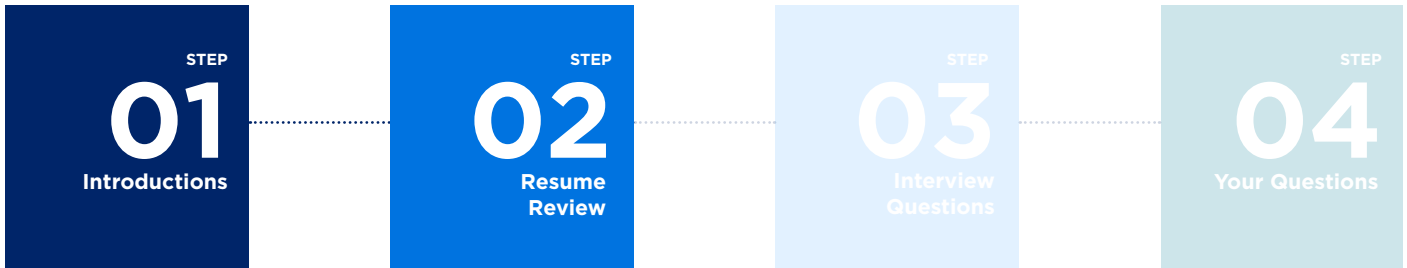 STEP
01
Introductions
STEP
02
Resume
Review
STEP
03
Interview
Questions
STEP
04
Your Questions